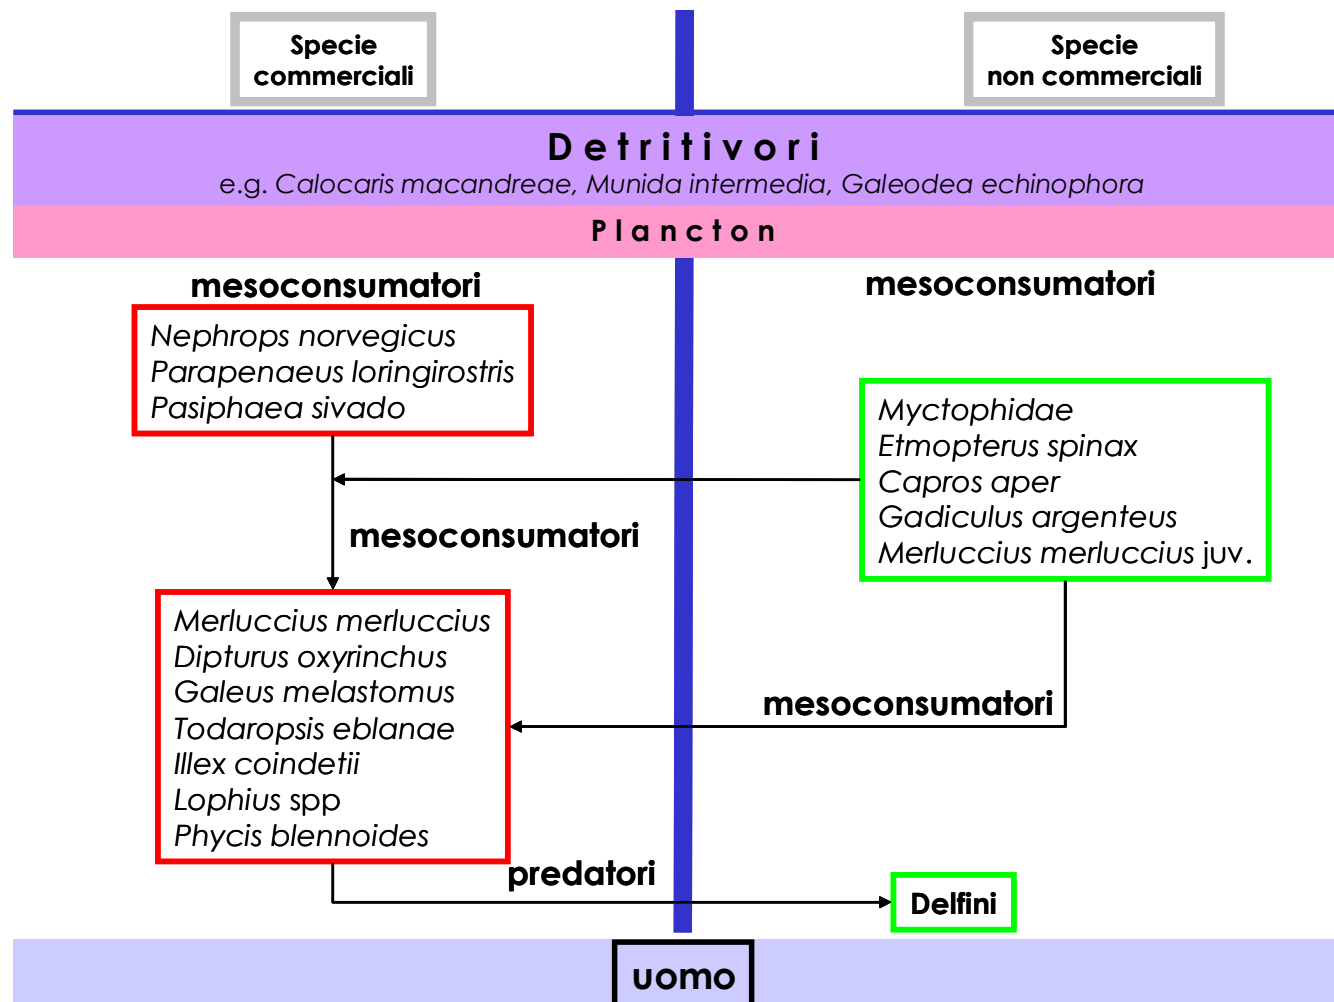 Specie
commerciali
Specie
non commerciali
Detritivori
e.g. Calocaris macandreae, Munida intermedia, Galeodea echinophora
Plancton
mesoconsumatori
mesoconsumatori
Nephrops norvegicus
Parapenaeus loringirostris
Pasiphaea sivado
Myctophidae
Etmopterus spinax
Capros aper
Gadiculus argenteus
Merluccius merluccius juv.
mesoconsumatori
Merluccius merluccius
Dipturus oxyrinchus
Galeus melastomus
Todaropsis eblanae
Illex coindetii
Lophius spp
Phycis blennoides
mesoconsumatori
predatori
Delfini
uomo